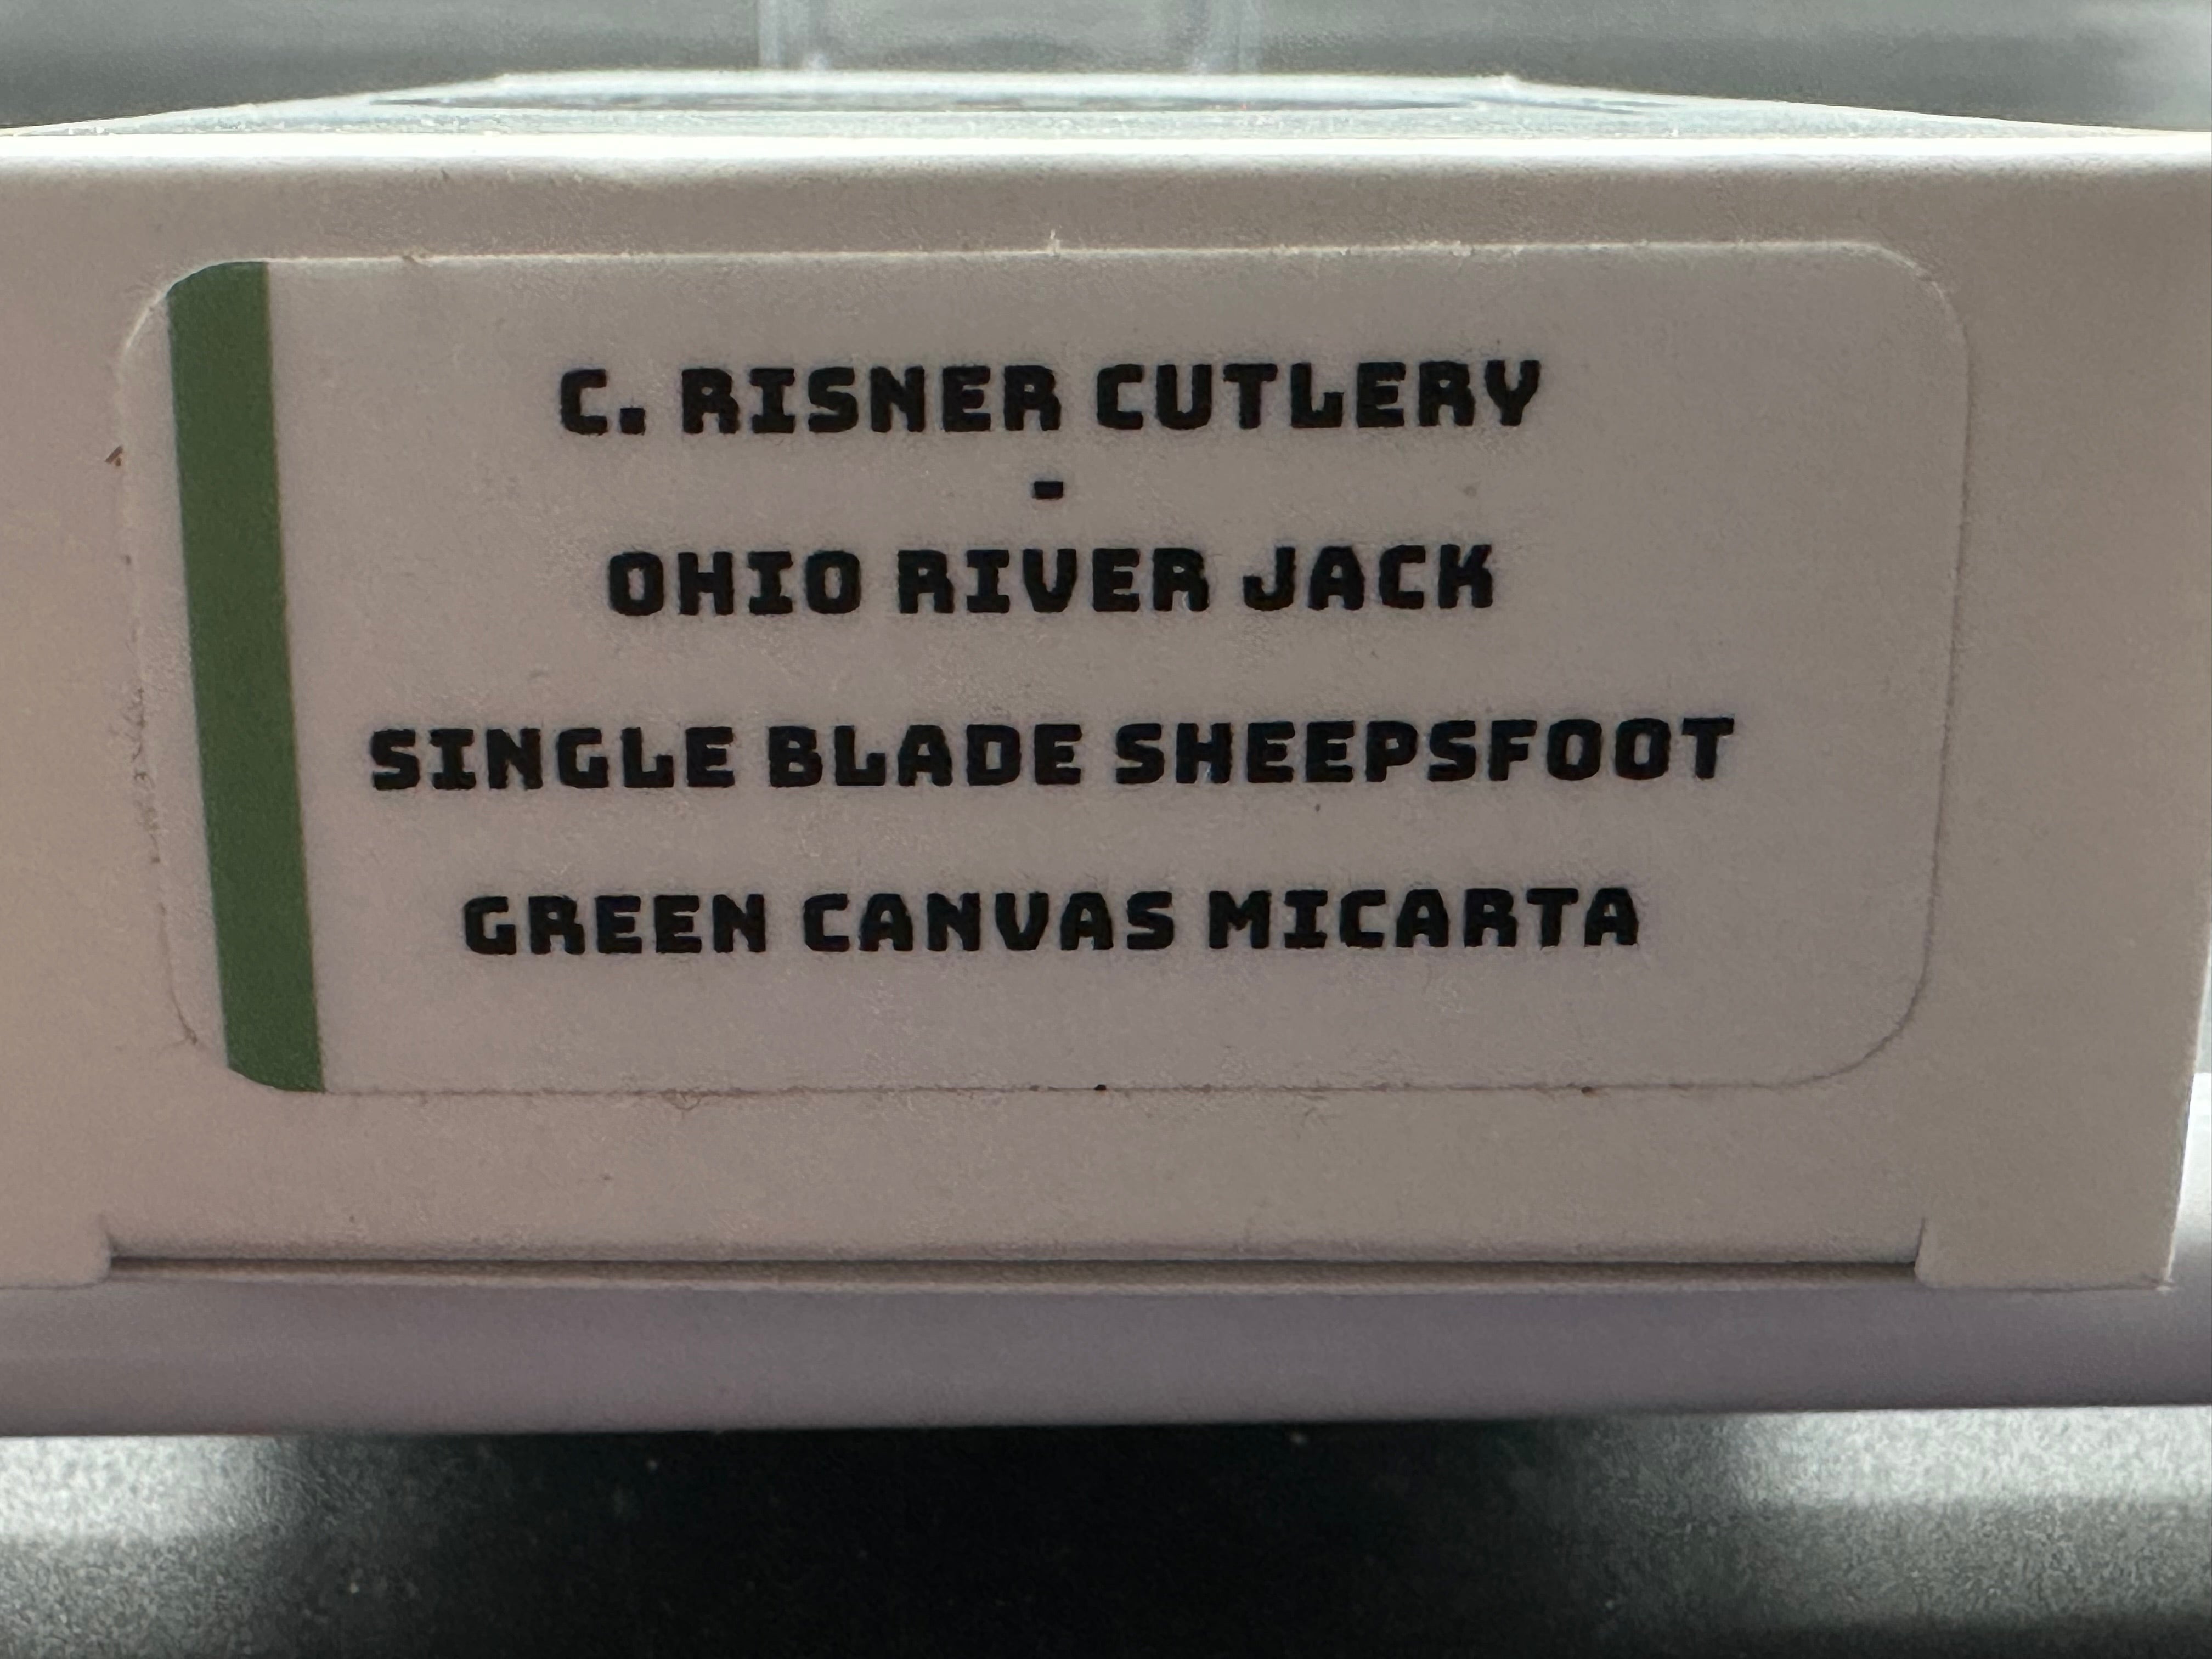 C. RISNER CUTLERY
-
OHIO RIVER JACK
SINGLE BLADE SHEEPSFOOT
GREEN CANVAS MICARTA